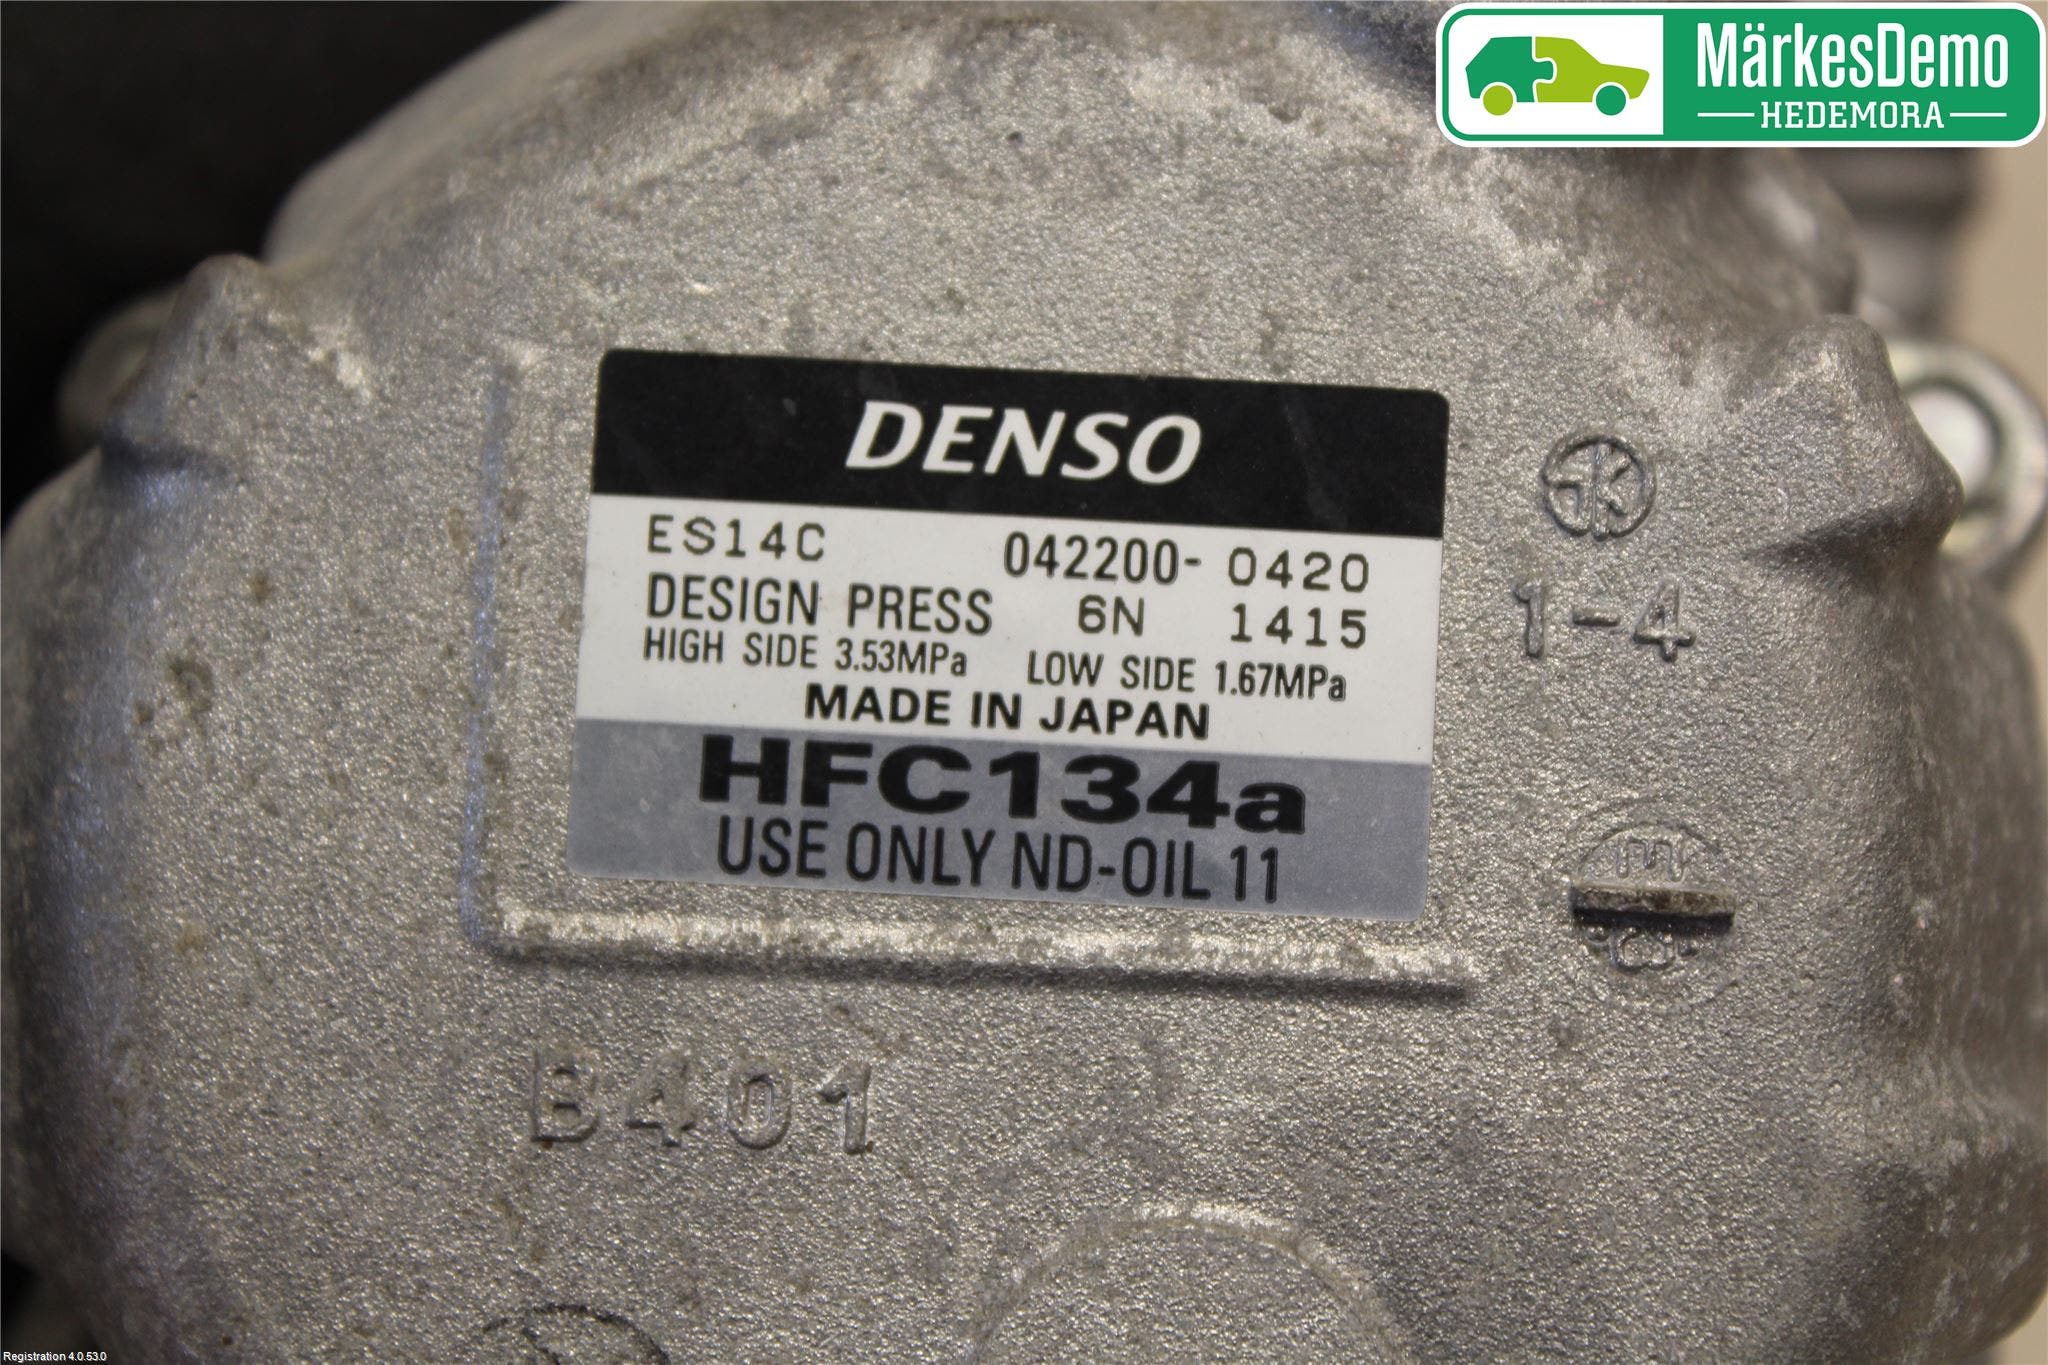 MärkesDemo
HEDEMORA
DENSO
ES14C 042200-0420
DESIGN PRESS 6N 1415
HIGH SIDE 3.53MPa LOW SIDE 1.67MPa
MADE IN JAPAN
HFC134a
USE ONLY ND-OIL 11
1-4
B401
Registration 4.0.53.0